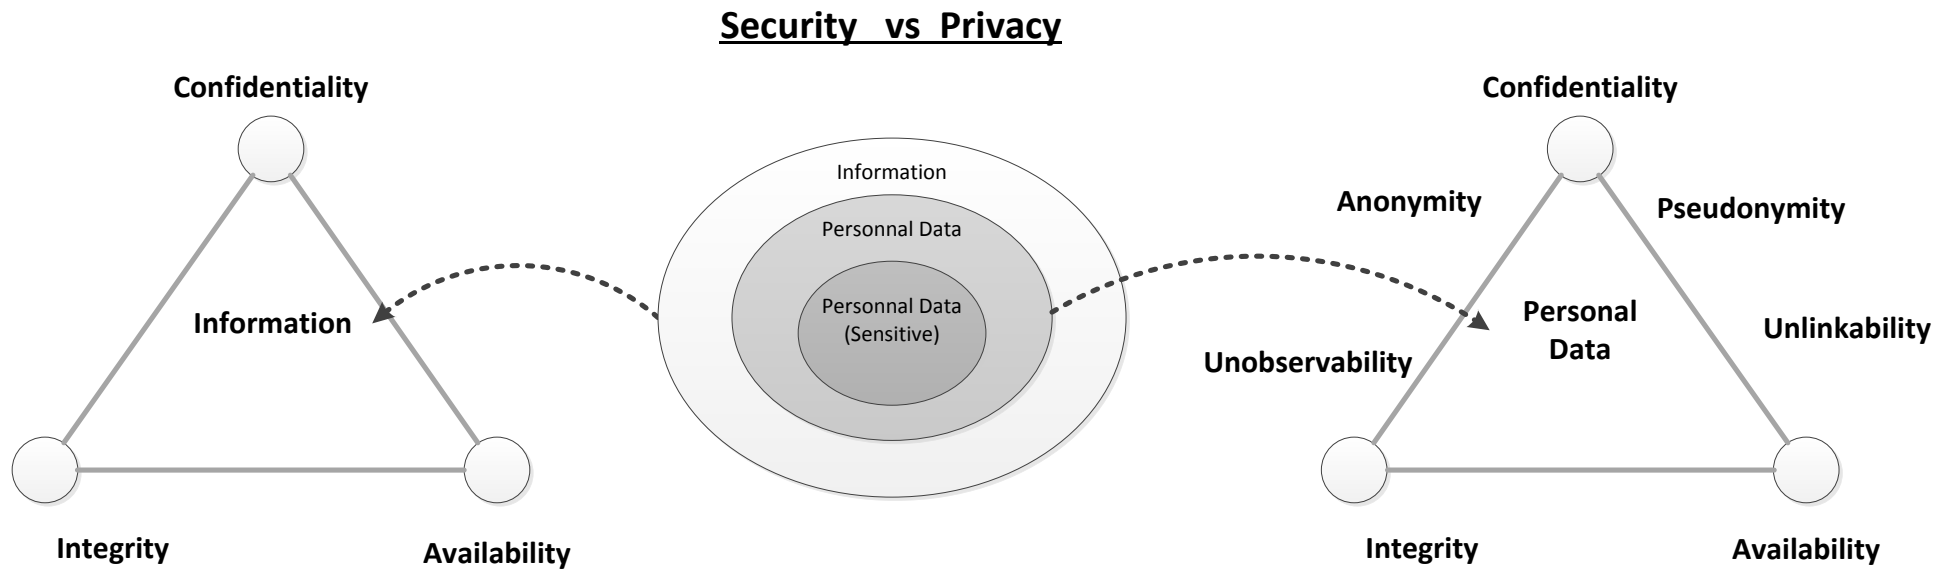 Security vs Privacy
Confidentiality
Information
Integrity
Availability
Information
Personnal Data
Personnal Data
(Sensitive)
Confidentiality
Anonymity
Pseudonymity
Personal
Data
Unlinkability
Unobservability
Integrity
Availability